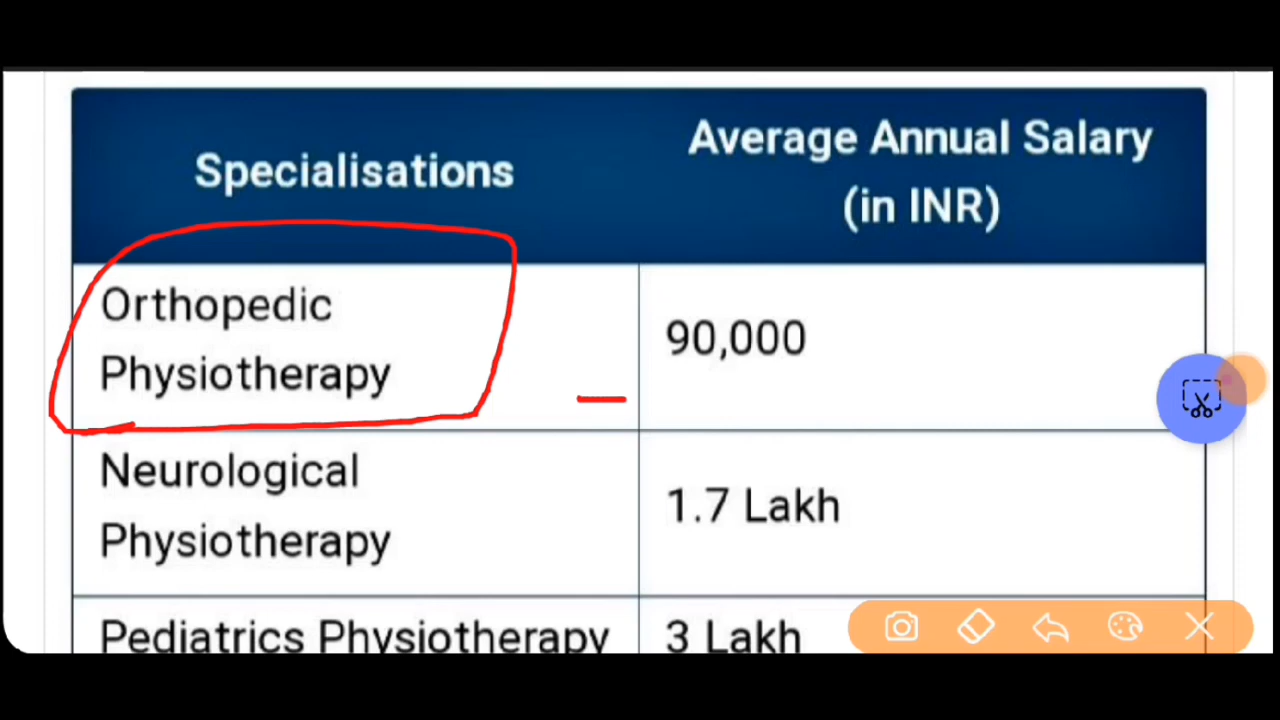 Specialisations
Average Annual Salary
(in INR)
Orthopedic
Physiotherapy
90,000
Neurological
Physiotherapy
1.7 Lakh
Pediatrics Physiotherapy
3 Lakh